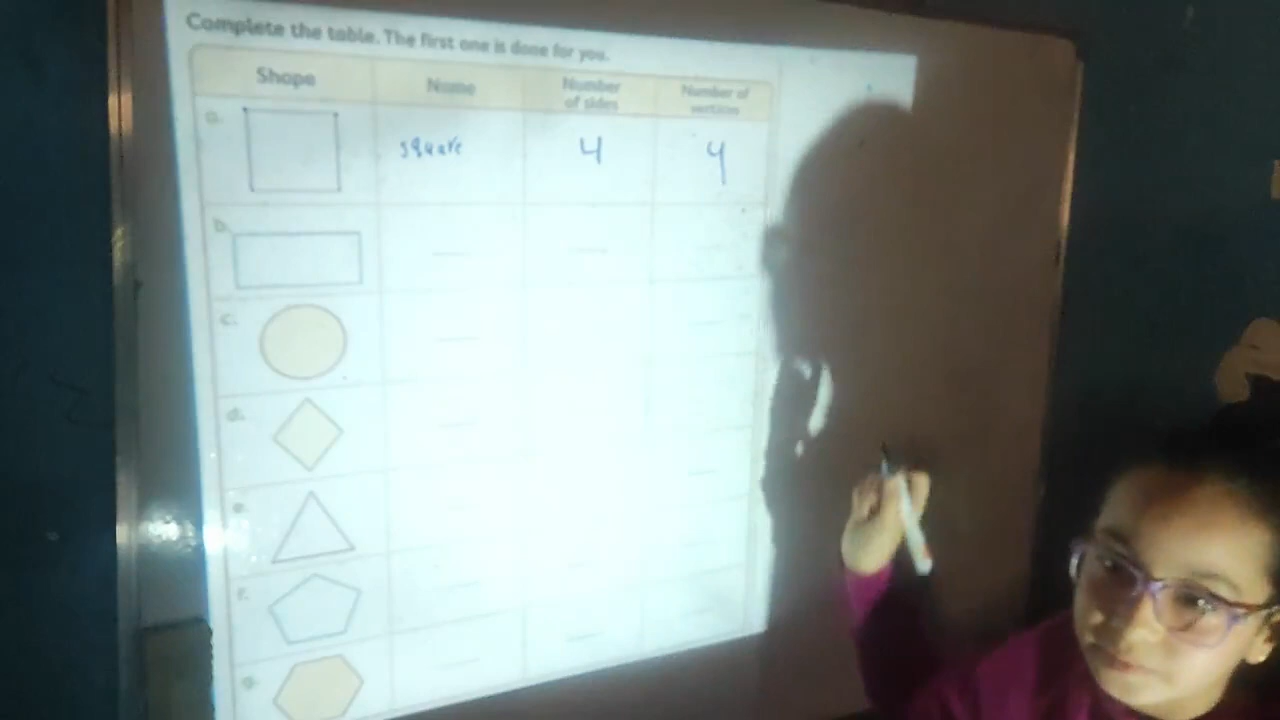 Complete the table. The first one is done for you.
Shape Name Number of sides Number of vertices
a. square 4 4
b.
c.
d.
e.
f.
g.